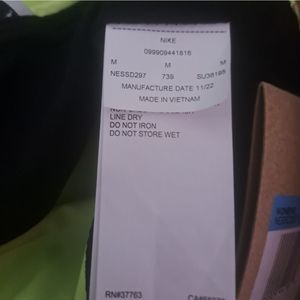 NIKE
099909441816
M M M
NESSD297 739
MANUFACTURE DATE 11/22
MADE IN VIETNAM
LINE DRY
DO NOT IRON
DO NOT STORE WET
RN#37763